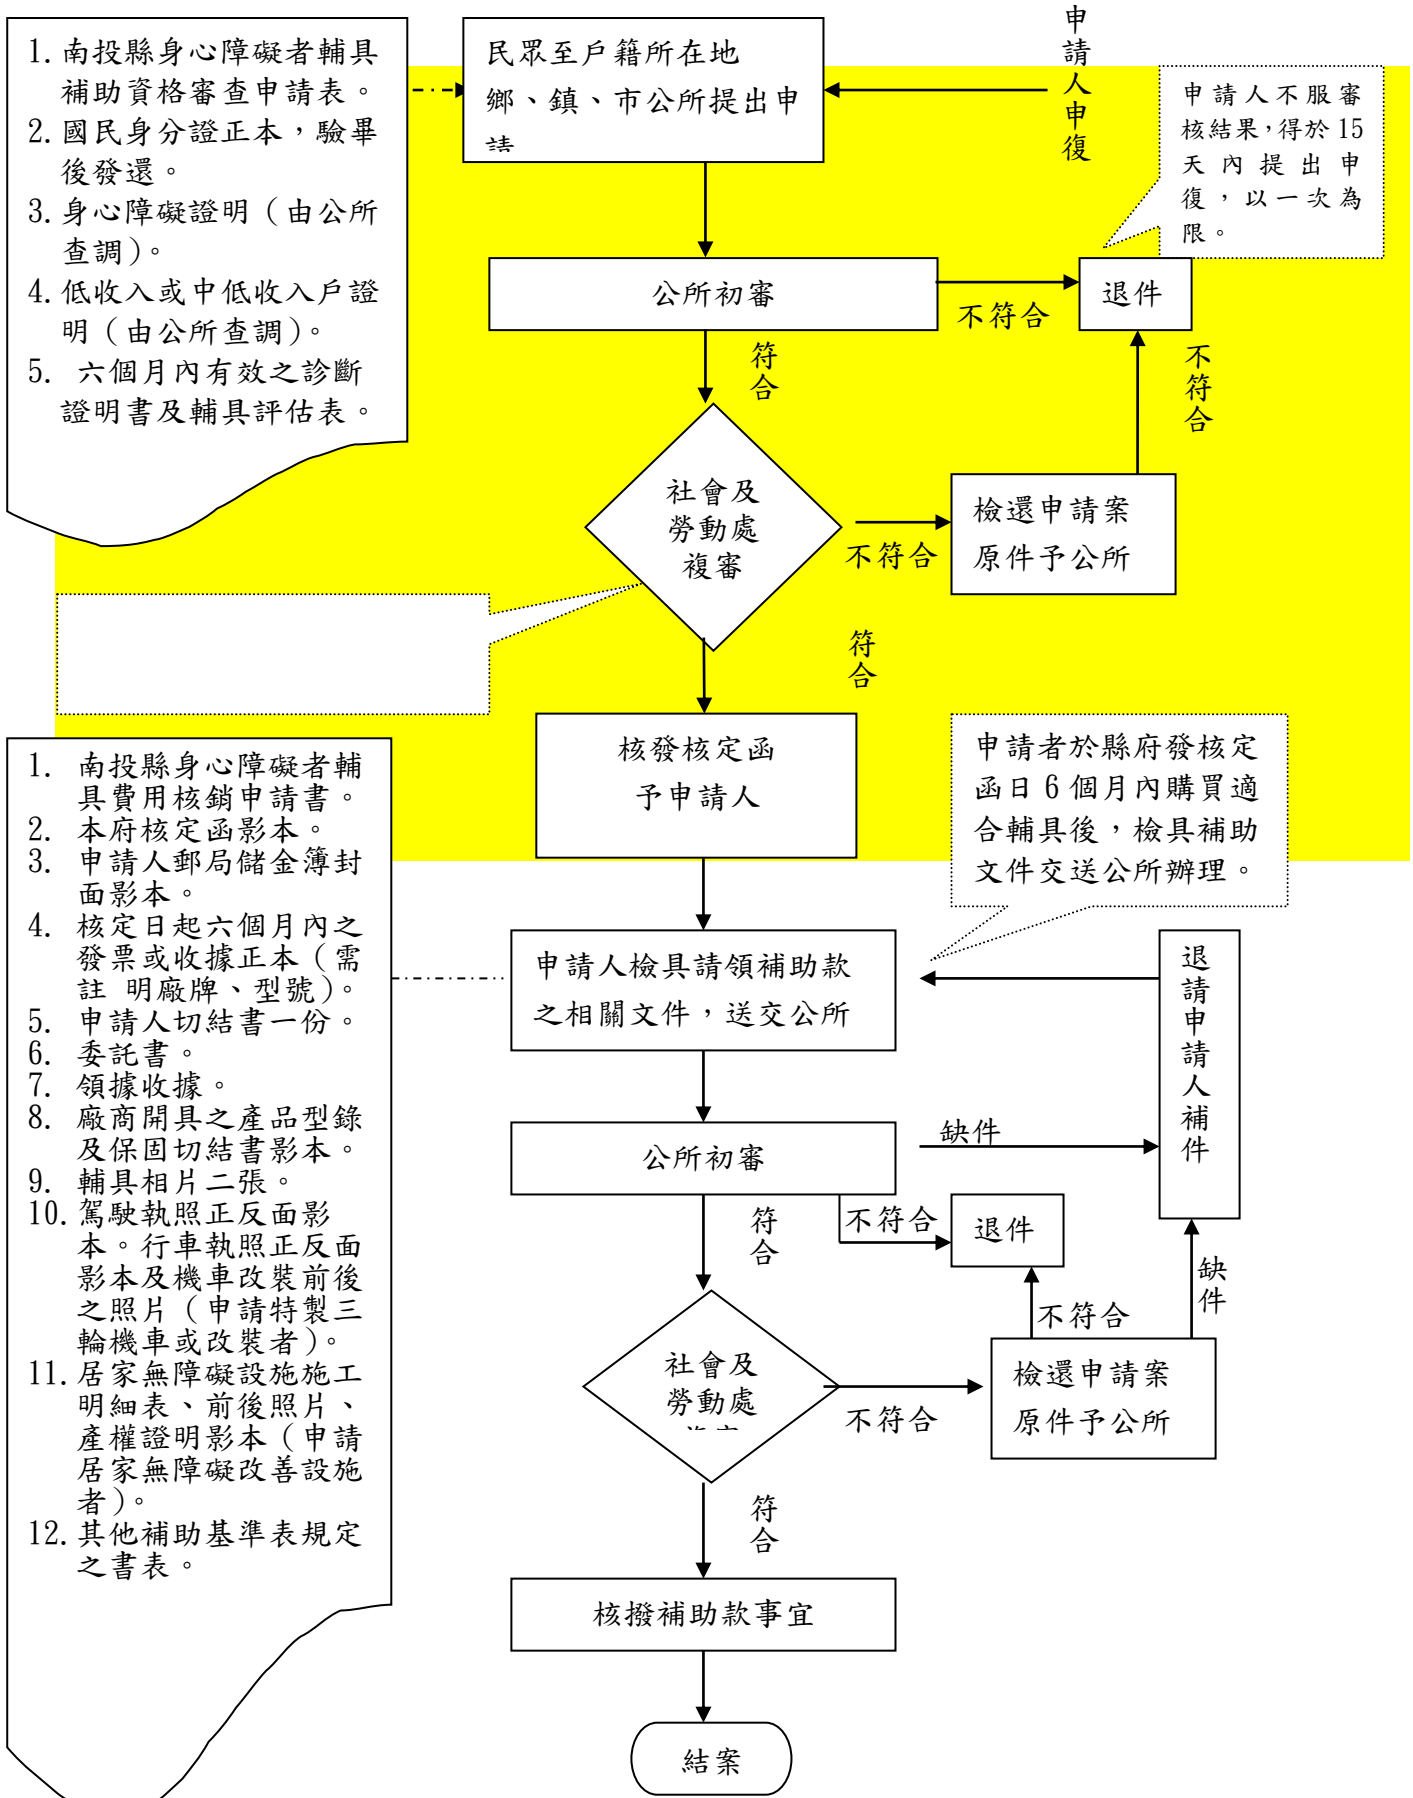 1. 南投縣身心障礙者輔具
補助資格審查申請表。
2. 國民身分證正本，驗畢
後發還。
3. 身心障礙證明（由公所
查調）。
4. 低收入或中低收入戶證
明（由公所查調）。
5. 六個月內有效之診斷
證明書及輔具評估表。
民眾至戶籍所在地
鄉、鎮、市公所提出申
請
申請人申復
申請人不服審
核結果，得於15
天內提出申
復，以一次為
限。
公所初審
不符合
退件
符合
不符合
社會及
勞動處
複審
不符合
檢還申請案
原件予公所
符合
核發核定函
予申請人
申請者於縣府發核定
函日6個月內購買適
合輔具後，檢具補助
文件交送公所辦理。
1. 南投縣身心障礙者輔
具費用核銷申請書。
2. 本府核定函影本。
3. 申請人郵局儲金簿封
面影本。
4. 核定日起六個月內之
發票或收據正本（需
註 明廠牌、型號）。
5. 申請人切結書一份。
6. 委託書。
7. 領據收據。
8. 廠商開具之產品型錄
及保固切結書影本。
9. 輔具相片二張。
10. 駕駛執照正反面影
本。行車執照正反面
影本及機車改裝前後
之照片（申請特製三
輪機車或改裝者）。
11. 居家無障礙設施施工
明細表、前後照片、
產權證明影本（申請
居家無障礙改善設施
者）。
12. 其他補助基準表規定
之書表。
申請人檢具請領補助款
之相關文件，送交公所
退請申請人補件
公所初審
缺件
符合
不符合
退件
缺件
不符合
社會及
勞動處
不符合
檢還申請案
原件予公所
符合
核撥補助款事宜
結案